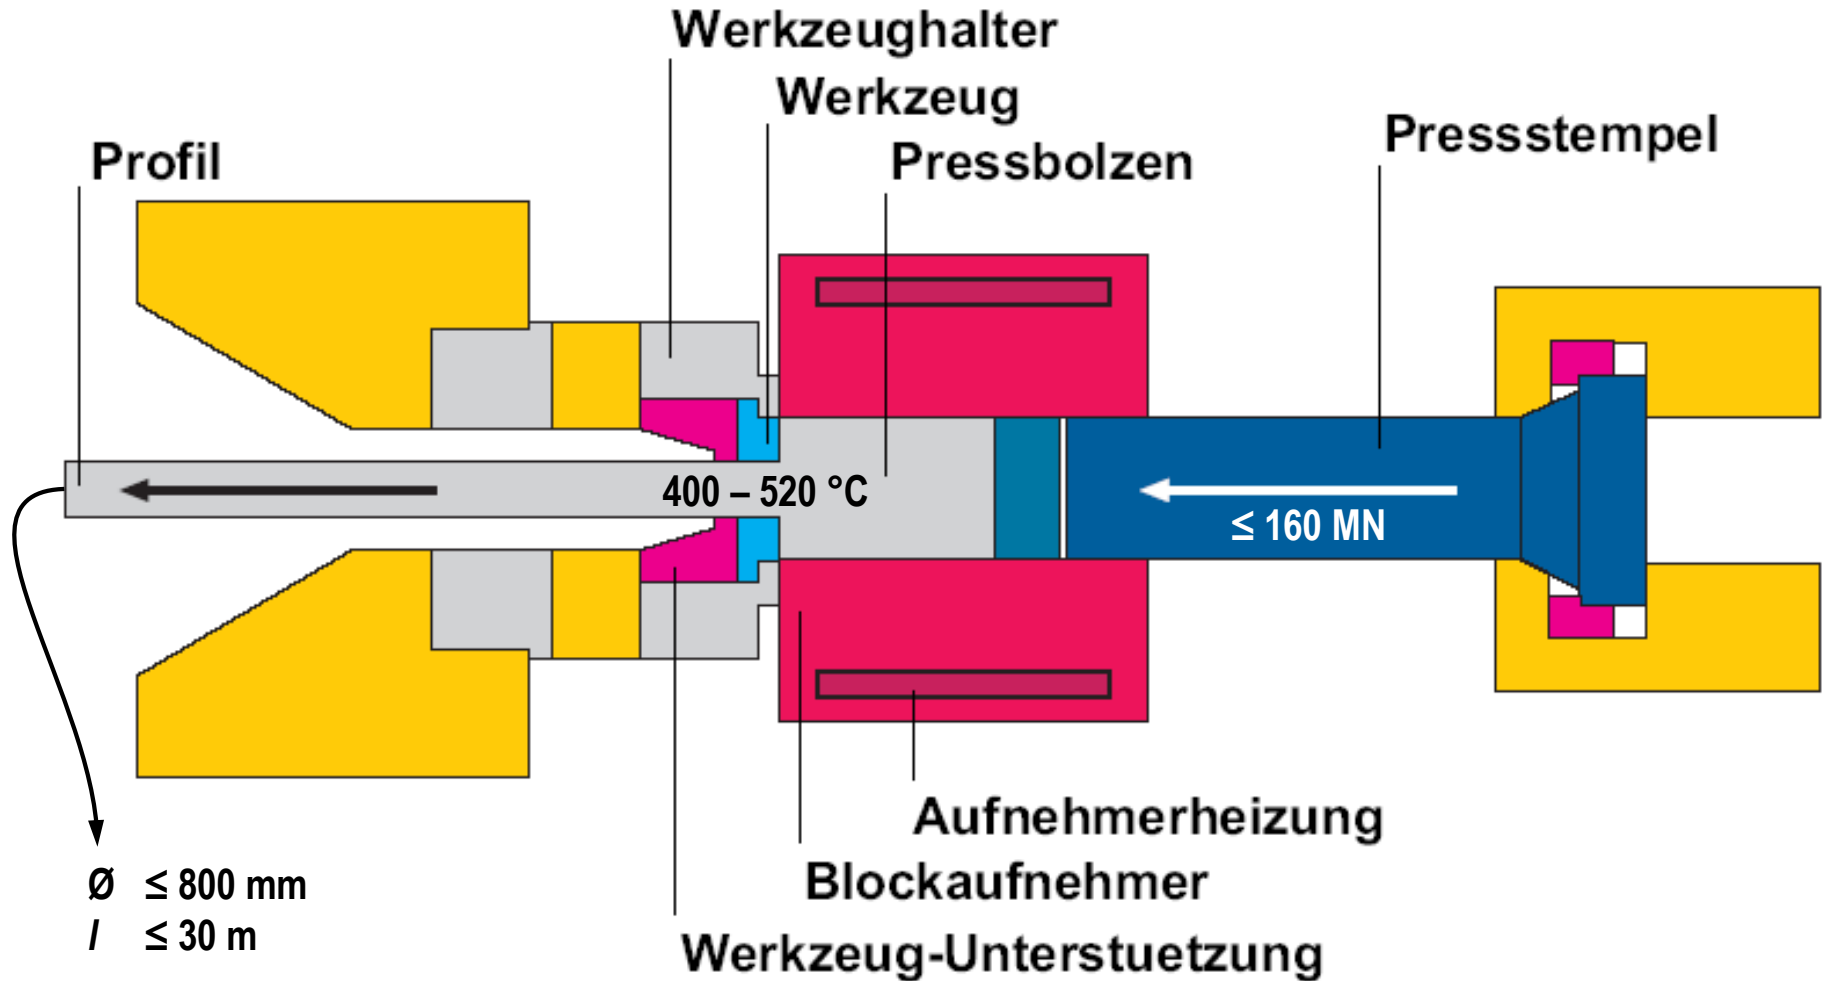 Werkzeughalter
Werkzeug
Pressstempel
Profil
Pressbolzen
400 – 520 °C
≤ 160 MN
Aufnehmerheizung
Blockaufnehmer
Ø ≤ 800 mm
l ≤ 30 m
Werkzeug-Unterstuetzung